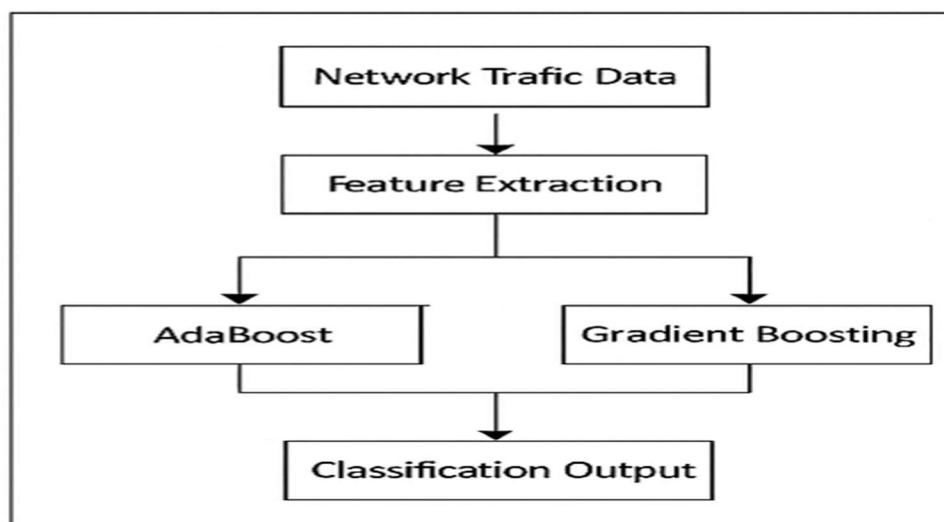 Network Trafic Data
Feature Extraction
AdaBoost
Gradient Boosting
Classification Output